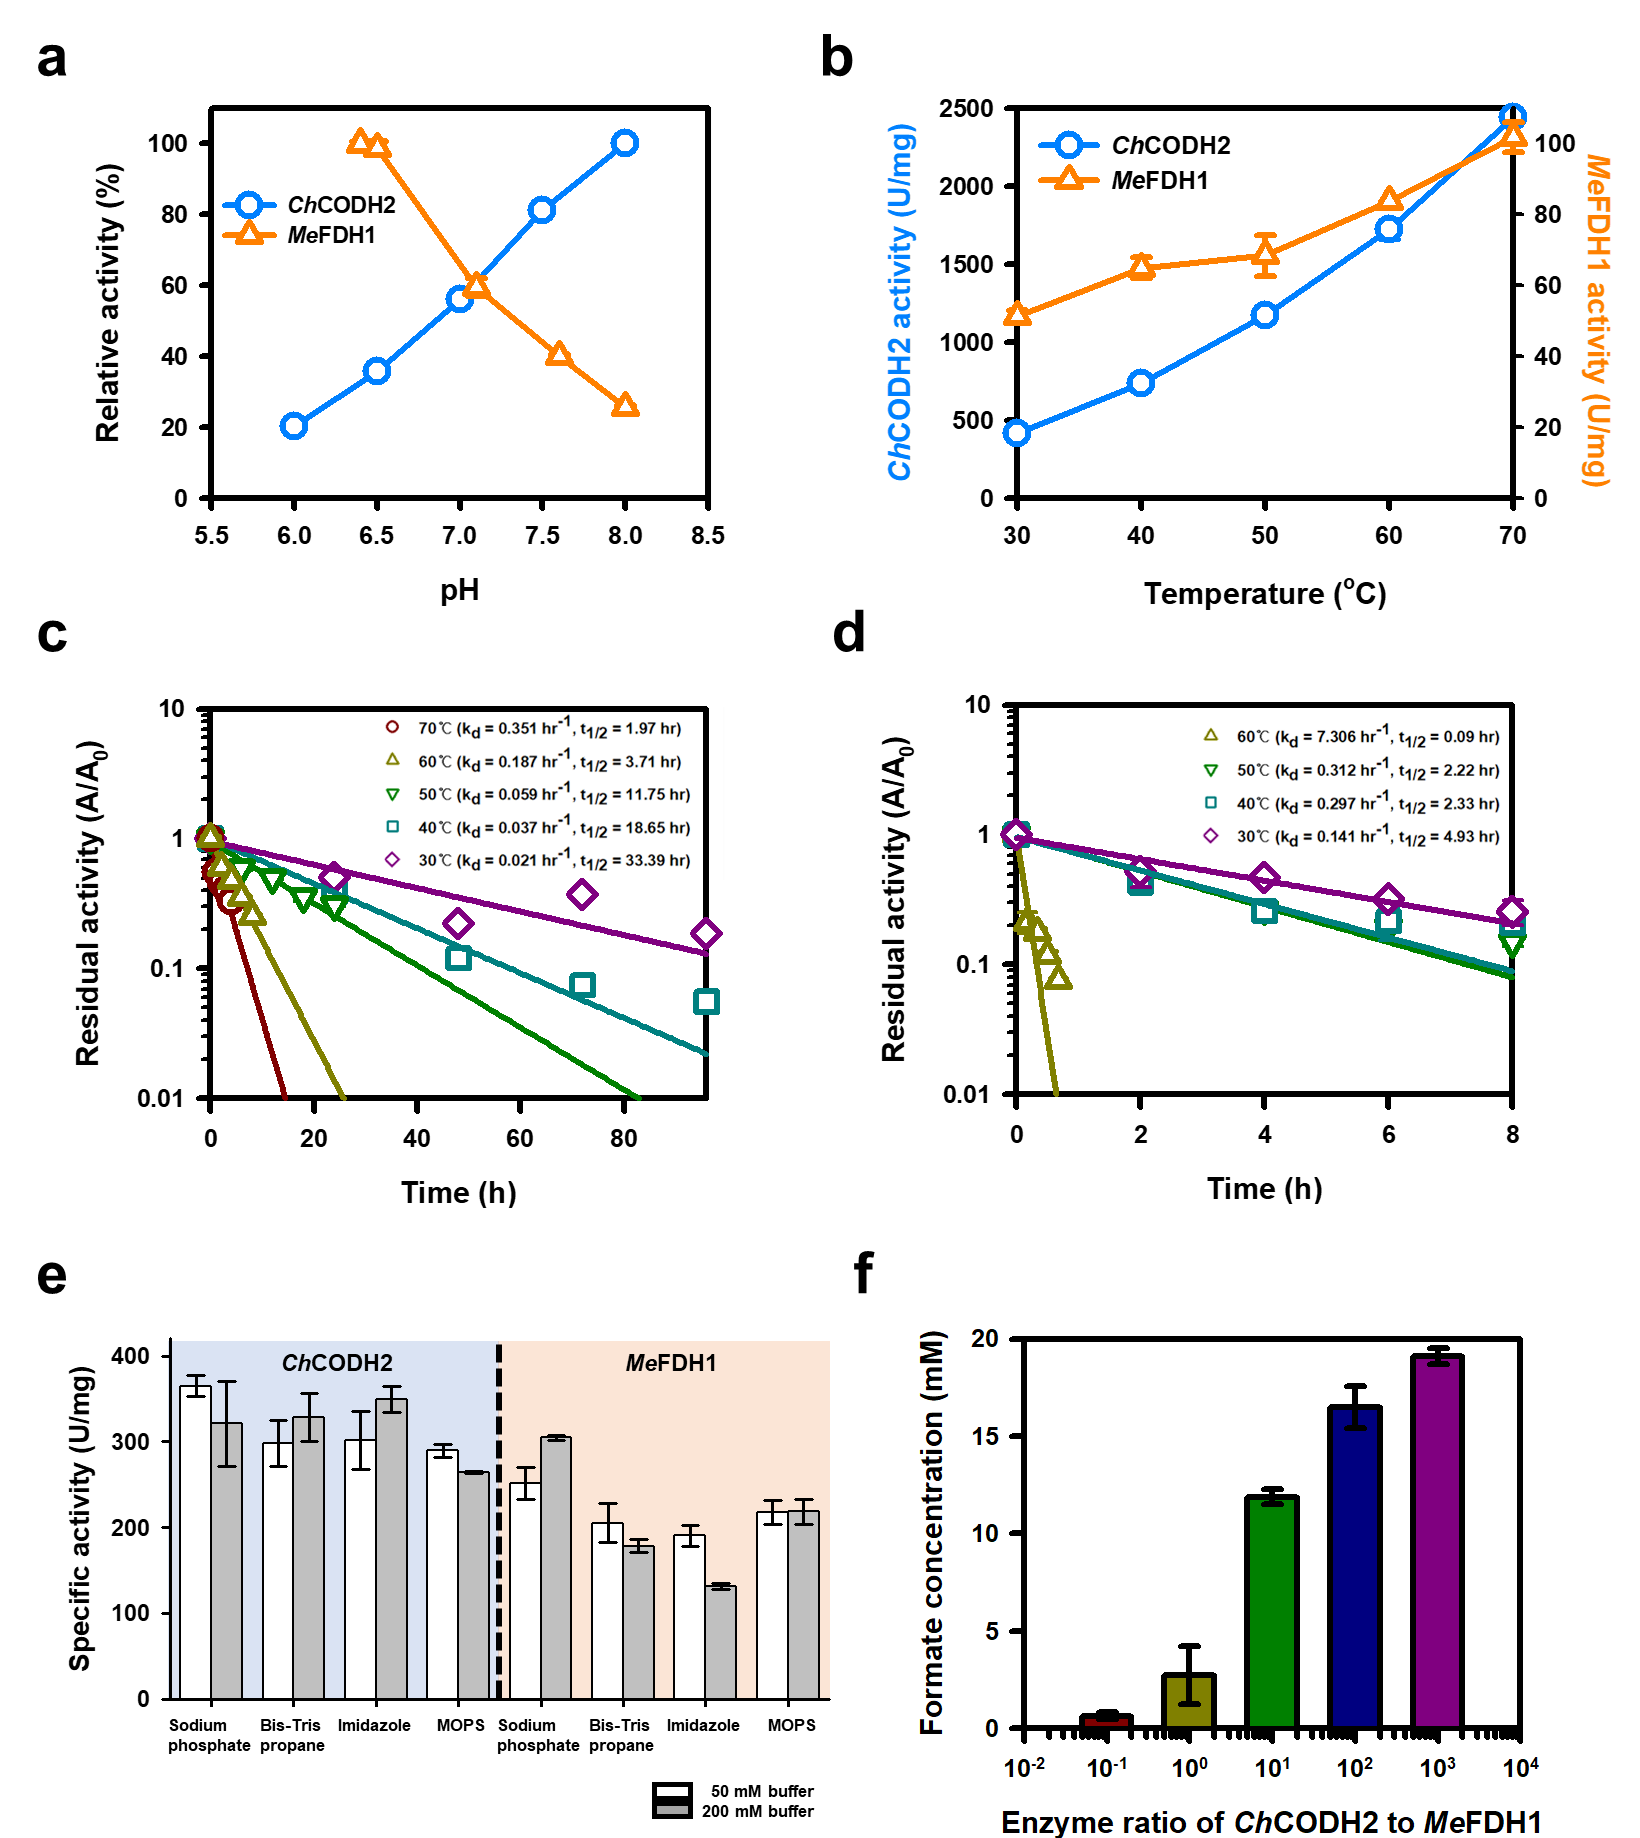 a
Relative activity (%)
100
80
60
40
20
0
5.5 6.0 6.5 7.0 7.5 8.0 8.5
pH
ChCODH2
MeFDH1
b
ChCODH2 activity (U/mg)
2500
2000
1500
1000
500
0
ChCODH2
MeFDH1
100
80
60
40
20
0
MeFDH1 activity (U/mg)
30 40 50 60 70
Temperature (°C)
c
Residual activity (A/A0)
10
1
0.1
0.01
70℃ (kd = 0.351 hr-1, t1/2 = 1.97 hr)
60℃ (kd = 0.187 hr-1, t1/2 = 3.71 hr)
50℃ (kd = 0.059 hr-1, t1/2 = 11.75 hr)
40℃ (kd = 0.037 hr-1, t1/2 = 18.65 hr)
30℃ (kd = 0.021 hr-1, t1/2 = 33.39 hr)
0 20 40 60 80
Time (h)
d
Residual activity (A/A0)
10
1
0.1
0.01
60℃ (kd = 7.306 hr-1, t1/2 = 0.09 hr)
50℃ (kd = 0.312 hr-1, t1/2 = 2.22 hr)
40℃ (kd = 0.297 hr-1, t1/2 = 2.33 hr)
30℃ (kd = 0.141 hr-1, t1/2 = 4.93 hr)
0 2 4 6 8
Time (h)
e
Specific activity (U/mg)
400
300
200
100
0
ChCODH2 MeFDH1
Sodium phosphate
Bis-Tris propane
Imidazole
MOPS
Sodium phosphate
Bis-Tris propane
Imidazole
MOPS
50 mM buffer
200 mM buffer
f
Formate concentration (mM)
20
15
10
5
0
10-2 10-1 100 101 102 103 104
Enzyme ratio of ChCODH2 to MeFDH1